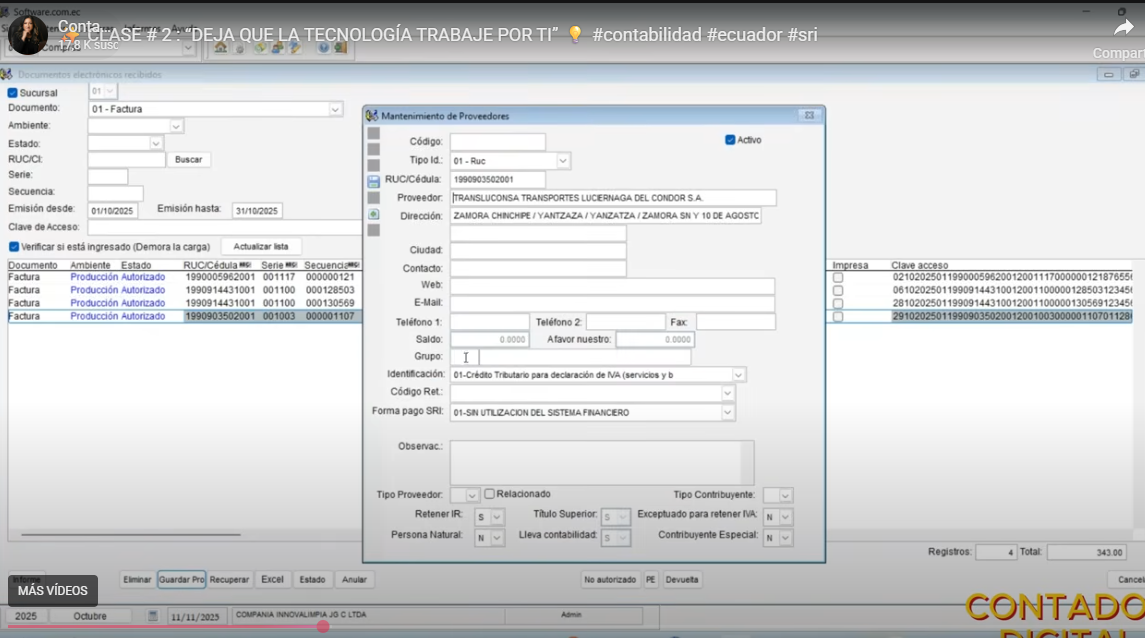 Software.com.ec
Conta
17,8 K susc
CLASE # 2: "DEJA QUE LA TECNOLOGÍA TRABAJE POR TI" 💡 #contabilidad #ecuador #sri
Compart
Documentos electrónicos recibidos
Sucursal 01
Documento: 01 - Factura
Ambiente:
Estado:
RUC/CI: Buscar
Serie:
Secuencia:
Emisión desde: 01/10/2025 Emisión hasta: 31/10/2025
Clave de Acceso:
Verificar si está ingresado (Demora la carga) Actualizar lista
Documento Ambiente Estado RUC/Cédula Serie Secuencia Impresa Clave acceso
Factura Producción Autorizado 1990005962001 001117 000000121
Factura Producción Autorizado 1990914431001 001100 000128503
Factura Producción Autorizado 1990914431001 001100 000130569
Factura Producción Autorizado 1990903502001 001003 000001107
Mantenimiento de Proveedores
Código: Activo
Tipo Id.: 01 - Ruc
RUC/Cédula: 1990903502001
Proveedor: TRANSLUCONSA TRANSPORTES LUCIERNAGA DEL CONDOR S.A.
Dirección: ZAMORA CHINCHIPE / YANTZAZA / YANZATZA / ZAMORA SN Y 10 DE AGOSTO
Ciudad:
Contacto:
Web:
E-Mail:
Teléfono 1: Teléfono 2: Fax:
Saldo: 0.0000 A favor nuestro: 0.0000
Grupo:
Identificación: 01-Crédito Tributario para declaración de IVA (servicios y b
Código Ret.:
Forma pago SRI: 01-SIN UTILIZACION DEL SISTEMA FINANCIERO
Observac.:
Tipo Proveedor: Relacionado Tipo Contribuyente:
Retener IR: S Título Superior: S Exceptuado para retener IVA: N
Persona Natural: N Lleva contabilidad: S Contribuyente Especial: N
Registros: 4 Total: 343.00
Informe Eliminar Guardar Pro Recuperar Excel Estado Anular No autorizado PE Devuelta Cancel
MÁS VÍDEOS
2025 Octubre 11/11/2025 COMPANIA INNOVALIMPIA JG C LTDA Admin
CONTADO
DIGITAL